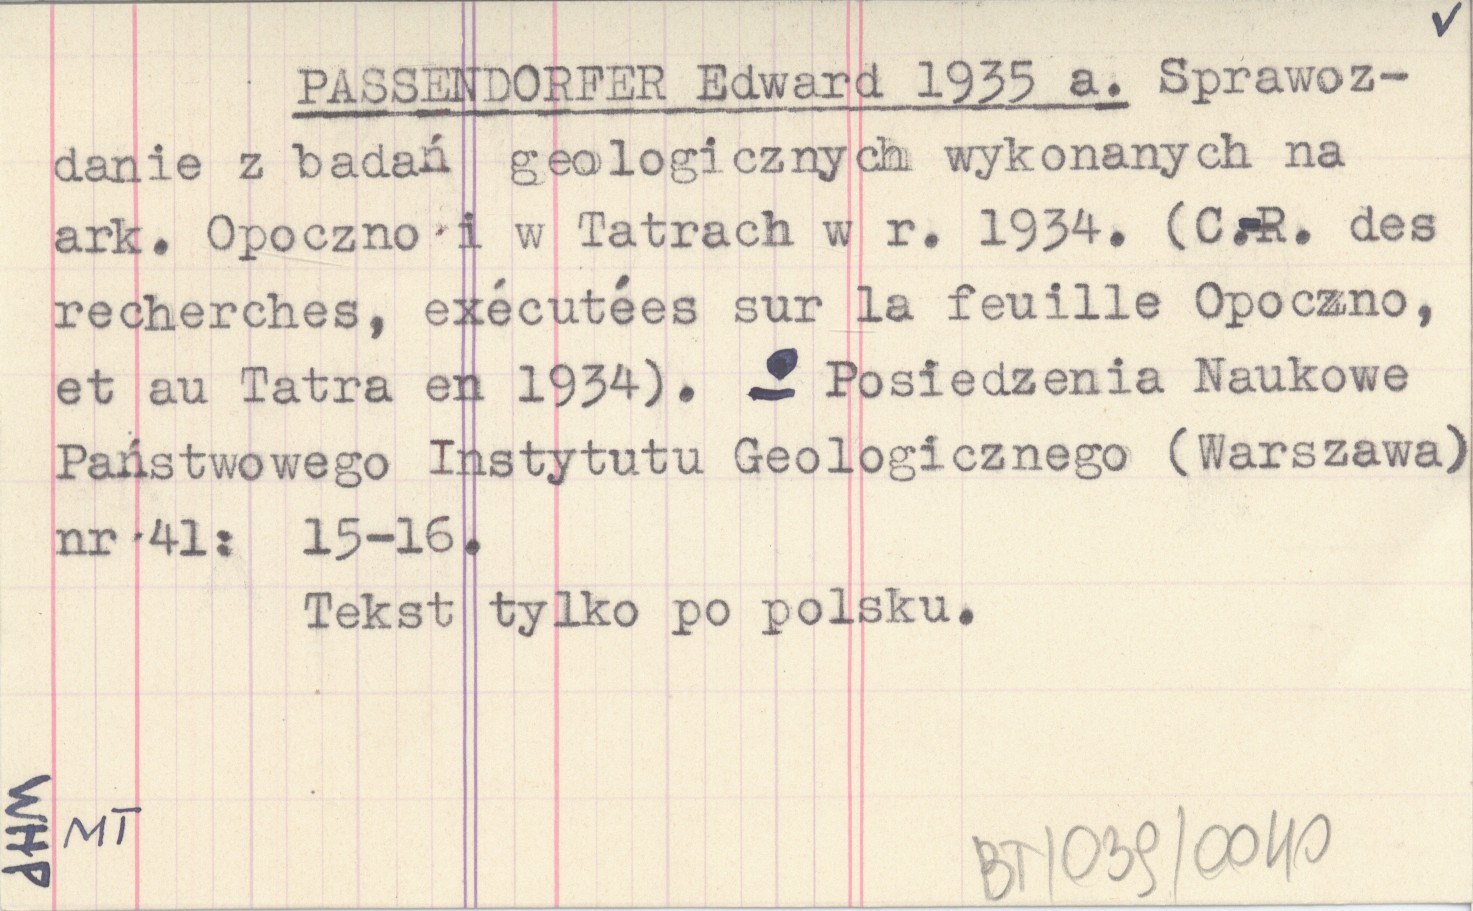 PASSENDORFER Edward 1935 a. Sprawoz-
danie z badań geologicznych wykonanych na
ark. Opoczno i w Tatrach w r. 1934. (C.R. des
recherches, exécutées sur la feuille Opoczno,
et au Tatra en 1934). Posiedzenia Naukowe
Państwowego Instytutu Geologicznego (Warszawa)
nr 41: 15-16.
Tekst tylko po polsku.
WHP
MT
BT/039/0040